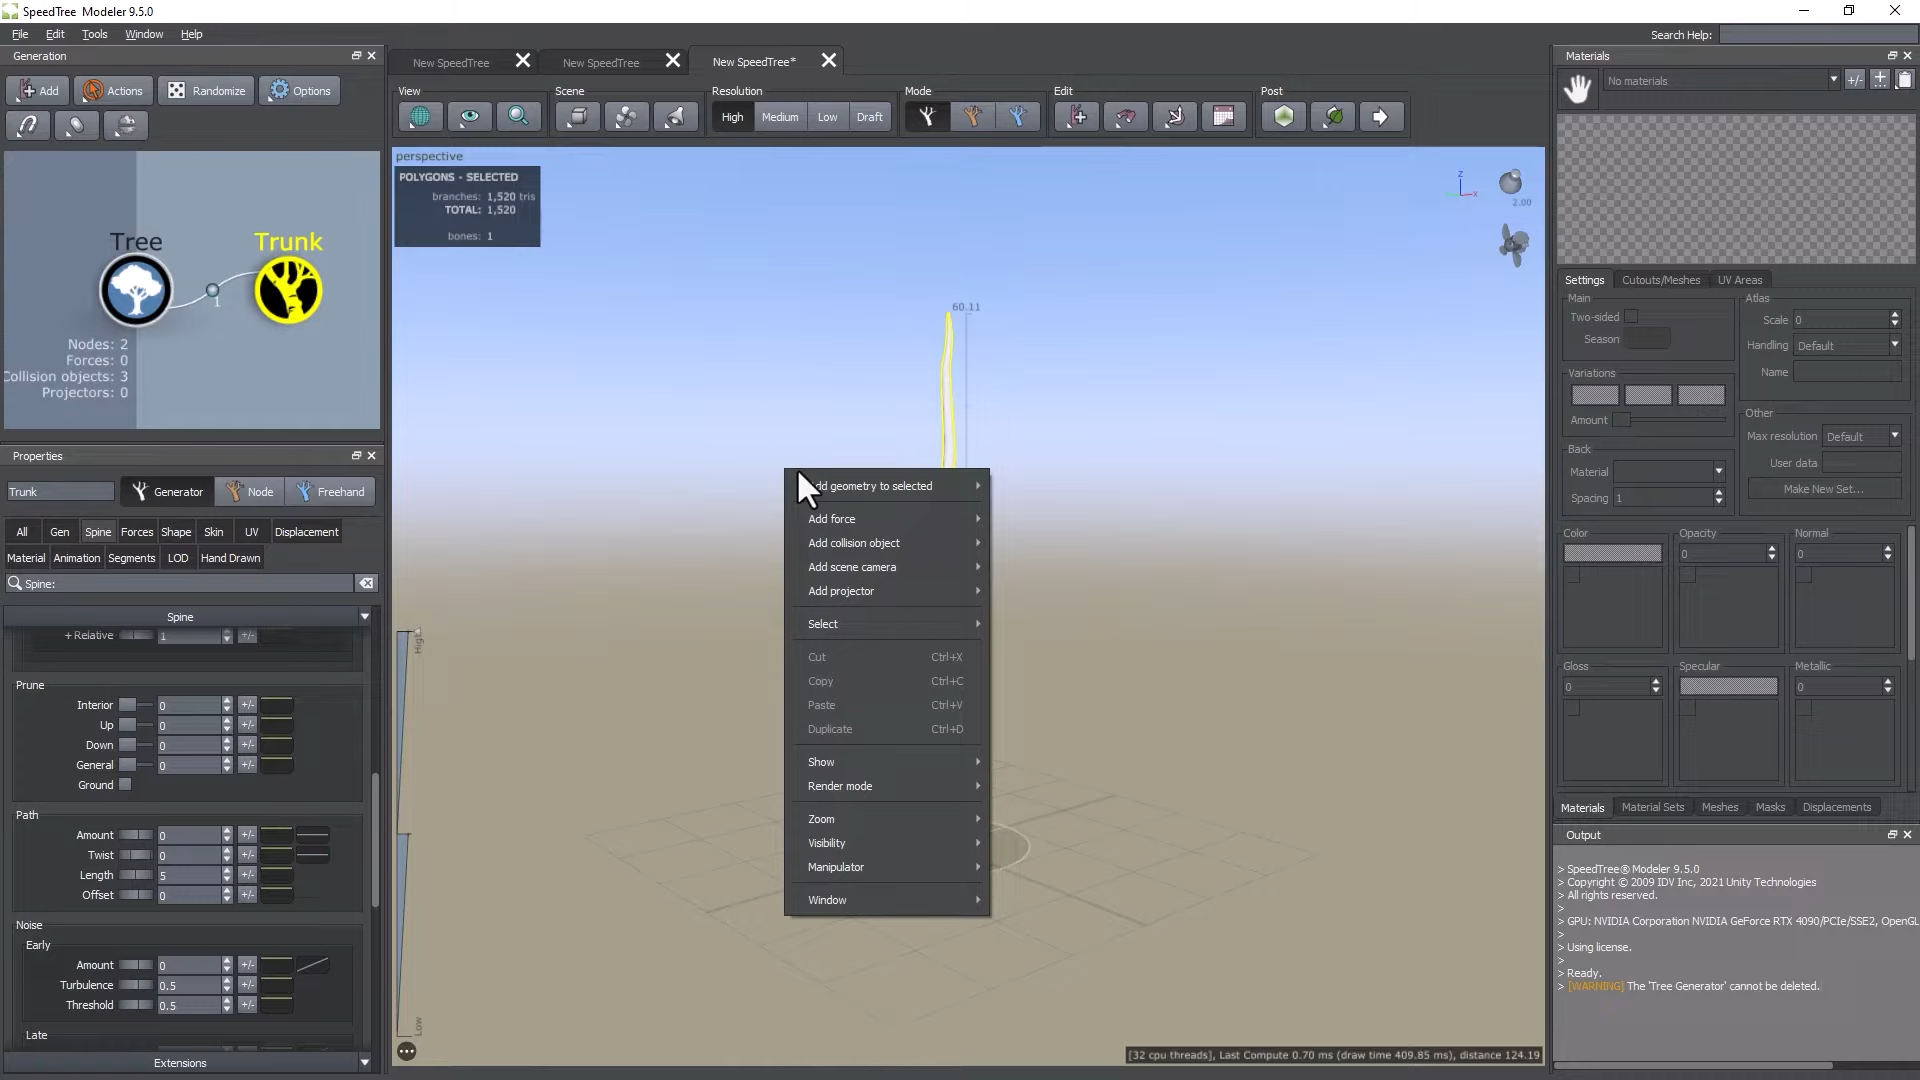 SpeedTree Modeler 9.5.0
File Edit Tools Window Help
Search Help:
Generation
Add Actions Randomize Options
Tree Trunk
1
Nodes: 2
Forces: 0
Collision objects: 3
Projectors: 0
Properties
Trunk Generator Node Freehand
All Gen Spine Forces Shape Skin UV Displacement
Material Animation Segments LOD Hand Drawn
Spine:
Spine
+ Relative 1 +/-
Prune
Interior 0 +/-
Up 0 +/-
Down 0 +/-
General 0 +/-
Ground
Path
Amount 0 +/-
Twist 0 +/-
Length 5 +/-
Offset 0 +/-
Noise
Early
Amount 0 +/-
Turbulence 0.5 +/-
Threshold 0.5 +/-
Late
Extensions
New SpeedTree New SpeedTree New SpeedTree*
View Scene Resolution Mode Edit Post
High Medium Low Draft
perspective
POLYGONS - SELECTED
branches: 1,520 tris
TOTAL: 1,520
bones: 1
z
x
2.00
60.11
High
Low
dd geometry to selected
Add force
Add collision object
Add scene camera
Add projector
Select
Cut Ctrl+X
Copy Ctrl+C
Paste Ctrl+V
Duplicate Ctrl+D
Show
Render mode
Zoom
Visibility
Manipulator
Window
[32 cpu threads], Last Compute 0.70 ms (draw time 409.85 ms), distance 124.19
Materials
No materials +/-
Settings Cutouts/Meshes UV Areas
Main
Two-sided
Season
Variations
Amount
Back
Material
Spacing 1
Atlas
Scale 0
Handling Default
Name
Other
Max resolution Default
User data
Make New Set...
Color Opacity Normal
0 0
Gloss Specular Metallic
0 0
Materials Material Sets Meshes Masks Displacements
Output
> SpeedTree® Modeler 9.5.0
> Copyright © 2009 IDV Inc, 2021 Unity Technologies
> All rights reserved.
>
> GPU: NVIDIA Corporation NVIDIA GeForce RTX 4090/PCIe/SSE2, OpenGL
>
> Using license.
>
> Ready.
> [WARNING] The 'Tree Generator' cannot be deleted.